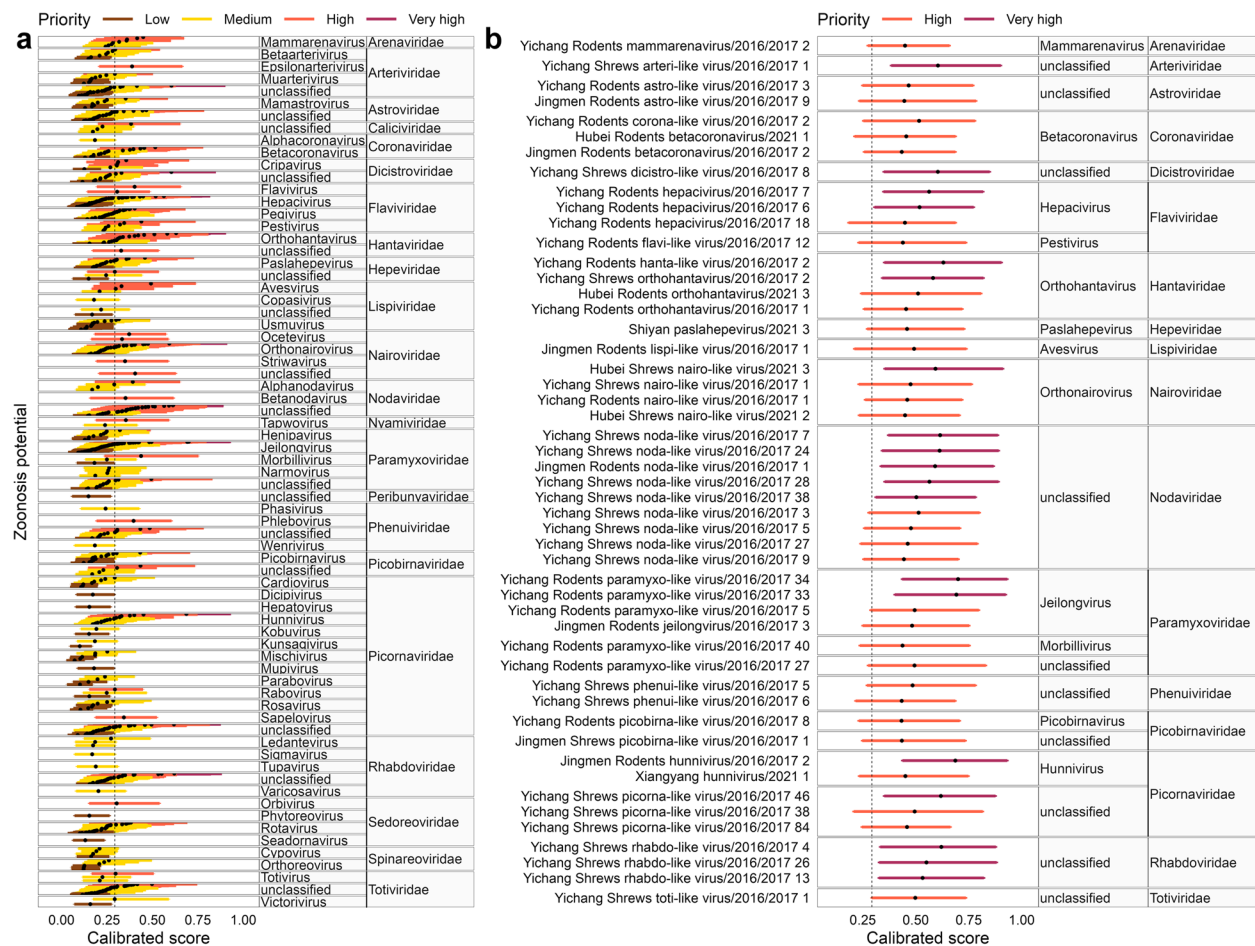 Priority Low Medium High Very high
a
Mammarenavirus Arenaviridae
Betaarterivirus
Epsilonarterivirus
Muarterivirus
unclassified
Arteriviridae
Mamastrovirus
unclassified
Astroviridae
unclassified Caliciviridae
Alphacoronavirus
Betacoronavirus
Coronaviridae
Cripavirus
unclassified
Dicistroviridae
Flavivirus
Hepacivirus
Pegivirus
Pestivirus
Flaviviridae
Orthohantavirus
unclassified
Hantaviridae
Paslahepevirus
unclassified
Hepeviridae
Avesvirus
Copasivirus
unclassified
Usmuvirus
Lispiviridae
Ocetevirus
Orthonairovirus
Striwavirus
unclassified
Nairoviridae
Alphanodavirus
Betanodavirus
unclassified
Nodaviridae
Tapwovirus Nyamiviridae
Henipavirus
Jeilongvirus
Morbillivirus
Narmovirus
unclassified
Paramyxoviridae
unclassified Peribunyaviridae
Phasivirus
Phlebovirus
unclassified
Wenrivirus
Phenuiviridae
Picobirnavirus
unclassified
Picobirnaviridae
Cardiovirus
Dicipivirus
Hepatovirus
Hunnivirus
Kobuvirus
Kunsagivirus
Mischivirus
Mupivirus
Parabovirus
Rabovirus
Rosavirus
Sapelovirus
unclassified
Picornaviridae
Ledantevirus
Sigmavirus
Tupavirus
unclassified
Varicosavirus
Rhabdoviridae
Orbivirus
Phytoreovirus
Rotavirus
Seadornavirus
Sedoreoviridae
Cypovirus
Orthoreovirus
Spinareoviridae
Totivirus
unclassified
Victorivirus
Totiviridae
Zoonosis potential
0.00 0.25 0.50 0.75 1.00
Calibrated score
Priority High Very high
b
Yichang Rodents mammarenavirus/2016/2017 2 Mammarenavirus Arenaviridae
Yichang Shrews arteri-like virus/2016/2017 1 unclassified Arteriviridae
Yichang Rodents astro-like virus/2016/2017 3
Jingmen Rodents astro-like virus/2016/2017 9
unclassified Astroviridae
Yichang Rodents corona-like virus/2016/2017 2
Hubei Rodents betacoronavirus/2021 1
Jingmen Rodents betacoronavirus/2016/2017 2
Betacoronavirus Coronaviridae
Yichang Shrews dicistro-like virus/2016/2017 8 unclassified Dicistroviridae
Yichang Rodents hepacivirus/2016/2017 7
Yichang Rodents hepacivirus/2016/2017 6
Yichang Rodents hepacivirus/2016/2017 18
Hepacivirus
Yichang Rodents flavi-like virus/2016/2017 12 Pestivirus
Flaviviridae
Yichang Rodents hanta-like virus/2016/2017 2
Yichang Shrews orthohantavirus/2016/2017 2
Hubei Rodents orthohantavirus/2021 3
Yichang Rodents orthohantavirus/2016/2017 1
Orthohantavirus Hantaviridae
Shiyan paslahepevirus/2021 3 Paslahepevirus Hepeviridae
Jingmen Rodents lispi-like virus/2016/2017 1 Avesvirus Lispiviridae
Hubei Shrews nairo-like virus/2021 3
Yichang Shrews nairo-like virus/2016/2017 1
Yichang Rodents nairo-like virus/2016/2017 1
Hubei Shrews nairo-like virus/2021 2
Orthonairovirus Nairoviridae
Yichang Shrews noda-like virus/2016/2017 7
Yichang Shrews noda-like virus/2016/2017 24
Jingmen Rodents noda-like virus/2016/2017 1
Yichang Shrews noda-like virus/2016/2017 28
Yichang Shrews noda-like virus/2016/2017 38
Yichang Shrews noda-like virus/2016/2017 3
Yichang Shrews noda-like virus/2016/2017 5
Yichang Shrews noda-like virus/2016/2017 27
Yichang Shrews noda-like virus/2016/2017 9
unclassified Nodaviridae
Yichang Rodents paramyxo-like virus/2016/2017 34
Yichang Rodents paramyxo-like virus/2016/2017 33
Yichang Rodents paramyxo-like virus/2016/2017 5
Jingmen Rodents jeilongvirus/2016/2017 3
Jeilongvirus
Yichang Rodents paramyxo-like virus/2016/2017 40 Morbillivirus
Yichang Rodents paramyxo-like virus/2016/2017 27 unclassified
Paramyxoviridae
Yichang Shrews phenui-like virus/2016/2017 5
Yichang Shrews phenui-like virus/2016/2017 6
unclassified Phenuiviridae
Yichang Rodents picobirna-like virus/2016/2017 8 Picobirnavirus
Jingmen Shrews picobirna-like virus/2016/2017 1 unclassified
Picobirnaviridae
Jingmen Rodents hunnivirus/2016/2017 2
Xiangyang hunnivirus/2021 1
Hunnivirus
Yichang Shrews picorna-like virus/2016/2017 46
Yichang Shrews picorna-like virus/2016/2017 38
Yichang Shrews picorna-like virus/2016/2017 84
unclassified
Picornaviridae
Yichang Shrews rhabdo-like virus/2016/2017 4
Yichang Shrews rhabdo-like virus/2016/2017 26
Yichang Shrews rhabdo-like virus/2016/2017 13
unclassified Rhabdoviridae
Yichang Shrews toti-like virus/2016/2017 1 unclassified Totiviridae
0.25 0.50 0.75 1.00
Calibrated score